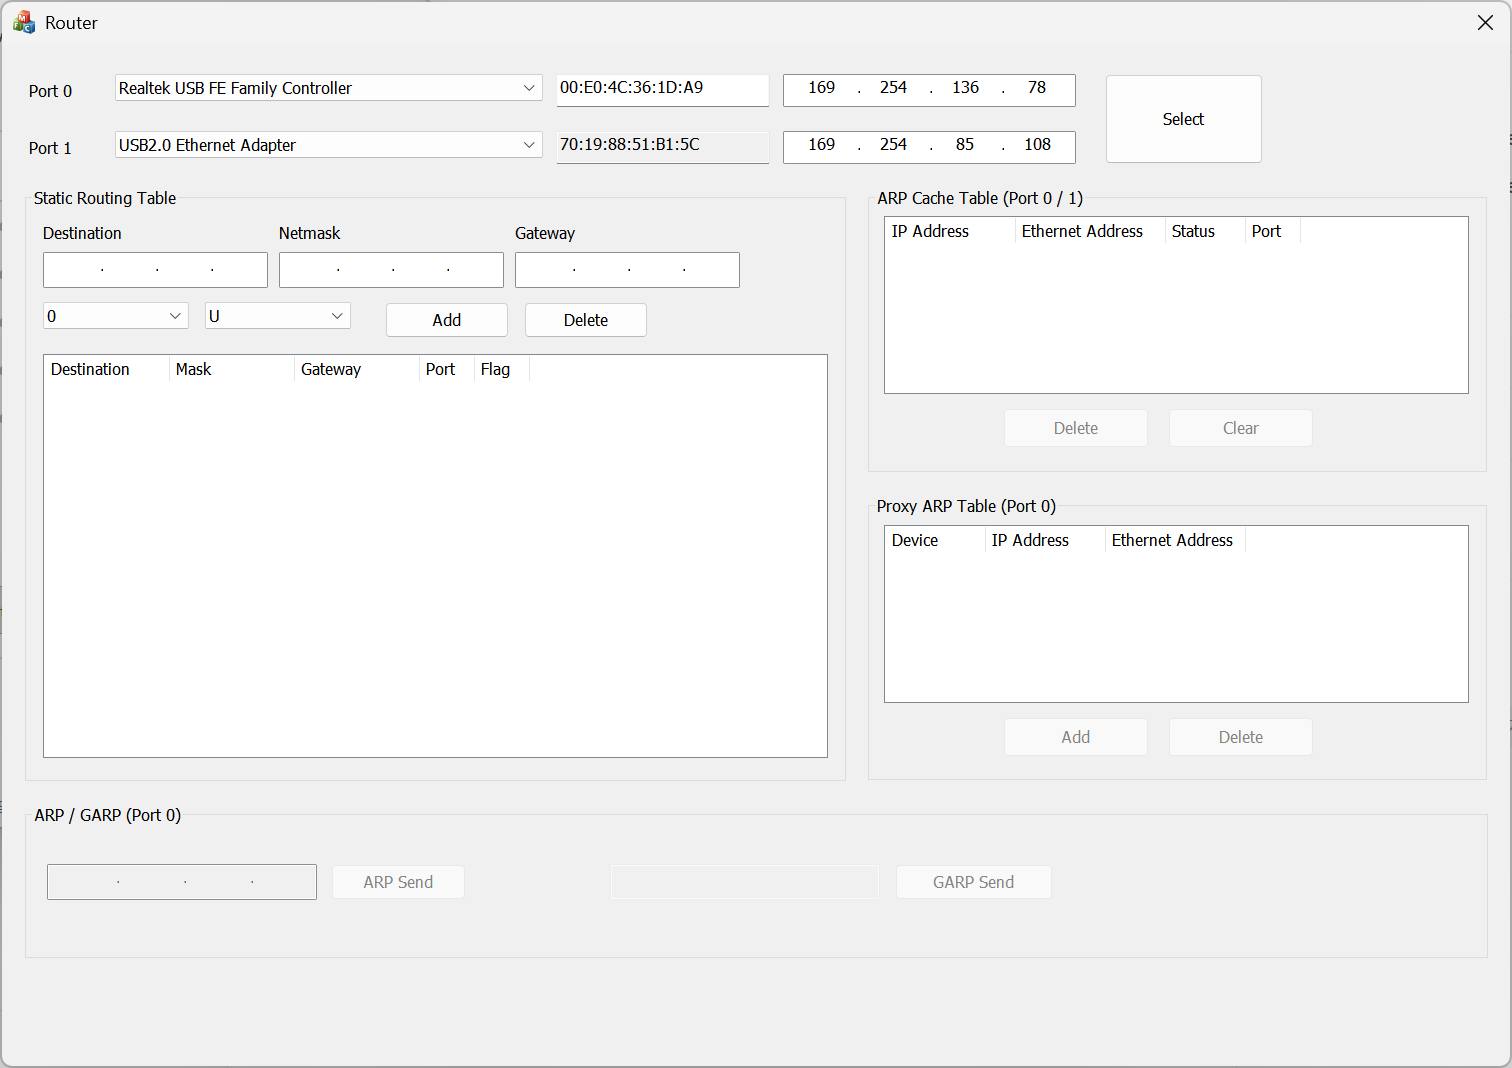 Router
Port 0 Realtek USB FE Family Controller 00:E0:4C:36:1D:A9 169 . 254 . 136 . 78
Select
Port 1 USB2.0 Ethernet Adapter 70:19:88:51:B1:5C 169 . 254 . 85 . 108
Static Routing Table
Destination Netmask Gateway
. . . . . . . . .
0 U Add Delete
Destination Mask Gateway Port Flag
ARP Cache Table (Port 0 / 1)
IP Address Ethernet Address Status Port
Delete Clear
Proxy ARP Table (Port 0)
Device IP Address Ethernet Address
Add Delete
ARP / GARP (Port 0)
. . . ARP Send GARP Send